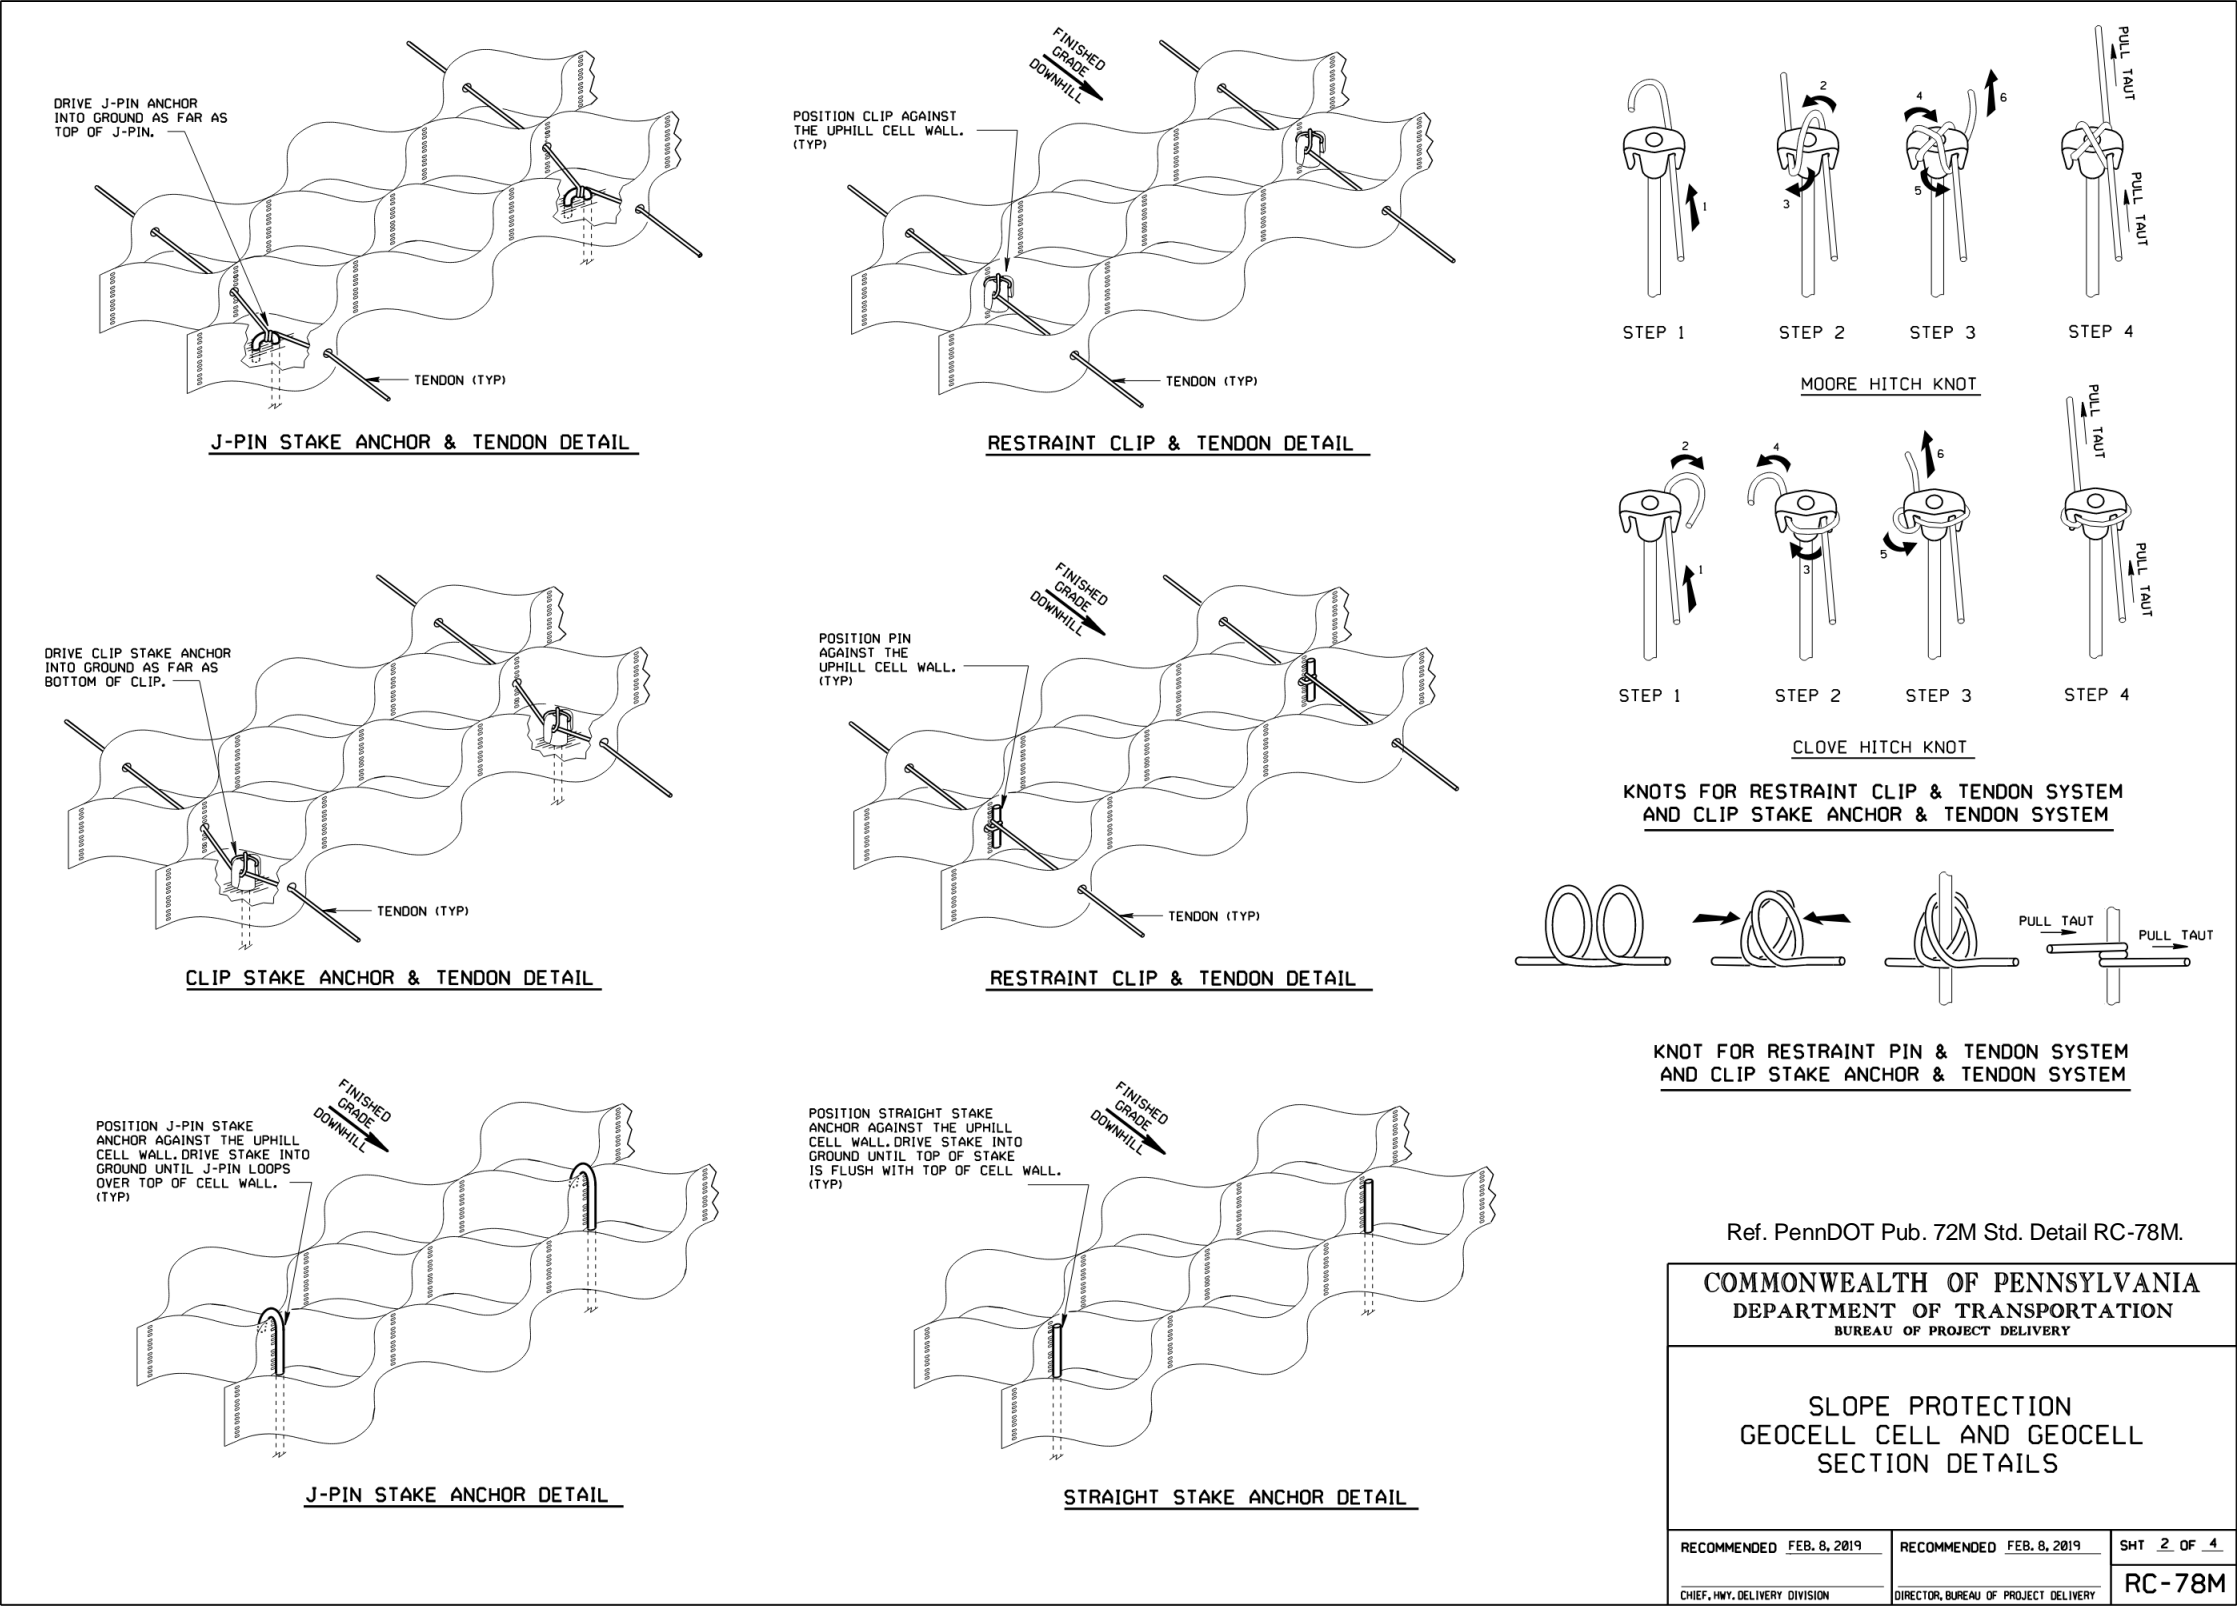 DRIVE J-PIN ANCHOR
INTO GROUND AS FAR AS
TOP OF J-PIN.
TENDON (TYP)
J-PIN STAKE ANCHOR & TENDON DETAIL
FINISHED
GRADE
DOWNHILL
POSITION CLIP AGAINST
THE UPHILL CELL WALL.
(TYP)
TENDON (TYP)
RESTRAINT CLIP & TENDON DETAIL
1
2
3
4
5
6
PULL TAUT
PULL TAUT
STEP 1
STEP 2
STEP 3
STEP 4
MOORE HITCH KNOT
1
2
3
4
5
6
PULL TAUT
PULL TAUT
STEP 1
STEP 2
STEP 3
STEP 4
CLOVE HITCH KNOT
KNOTS FOR RESTRAINT CLIP & TENDON SYSTEM
AND CLIP STAKE ANCHOR & TENDON SYSTEM
DRIVE CLIP STAKE ANCHOR
INTO GROUND AS FAR AS
BOTTOM OF CLIP.
TENDON (TYP)
CLIP STAKE ANCHOR & TENDON DETAIL
FINISHED
GRADE
DOWNHILL
POSITION PIN
AGAINST THE
UPHILL CELL WALL.
(TYP)
TENDON (TYP)
RESTRAINT CLIP & TENDON DETAIL
PULL TAUT
PULL TAUT
KNOT FOR RESTRAINT PIN & TENDON SYSTEM
AND CLIP STAKE ANCHOR & TENDON SYSTEM
FINISHED
GRADE
DOWNHILL
POSITION J-PIN STAKE
ANCHOR AGAINST THE UPHILL
CELL WALL. DRIVE STAKE INTO
GROUND UNTIL J-PIN LOOPS
OVER TOP OF CELL WALL.
(TYP)
J-PIN STAKE ANCHOR DETAIL
FINISHED
GRADE
DOWNHILL
POSITION STRAIGHT STAKE
ANCHOR AGAINST THE UPHILL
CELL WALL. DRIVE STAKE INTO
GROUND UNTIL TOP OF STAKE
IS FLUSH WITH TOP OF CELL WALL.
(TYP)
STRAIGHT STAKE ANCHOR DETAIL
Ref. PennDOT Pub. 72M Std. Detail RC-78M.
COMMONWEALTH OF PENNSYLVANIA
DEPARTMENT OF TRANSPORTATION
BUREAU OF PROJECT DELIVERY
SLOPE PROTECTION
GEOCELL CELL AND GEOCELL
SECTION DETAILS
RECOMMENDED FEB. 8, 2019
CHIEF, HWY. DELIVERY DIVISION
RECOMMENDED FEB. 8, 2019
DIRECTOR, BUREAU OF PROJECT DELIVERY
SHT 2 OF 4
RC-78M